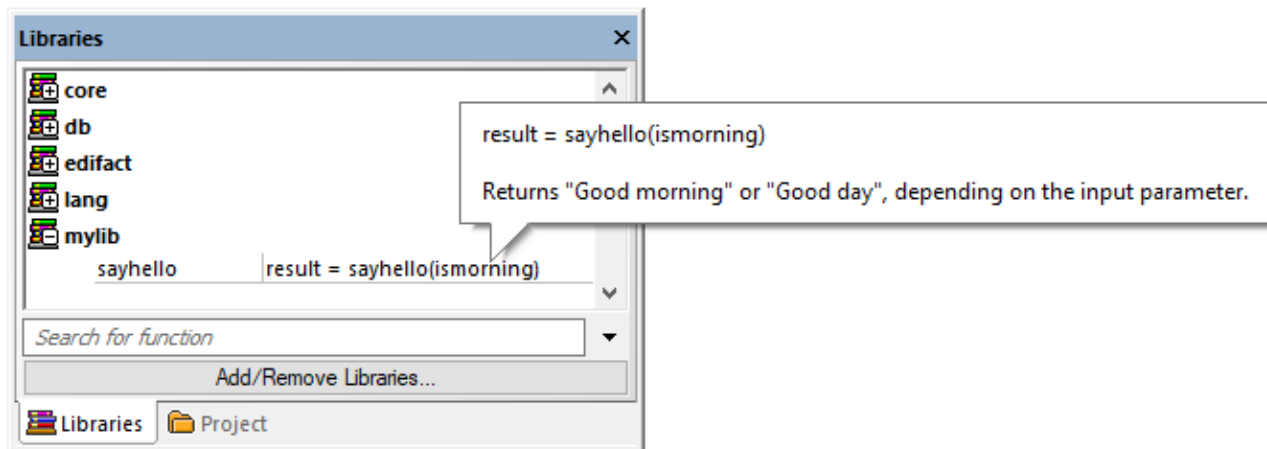 Libraries
core
db
edifact
lang
mylib
sayhello result = sayhello(ismorning)
result = sayhello(ismorning)
Returns "Good morning" or "Good day", depending on the input parameter.
Search for function
Add/Remove Libraries...
Libraries Project